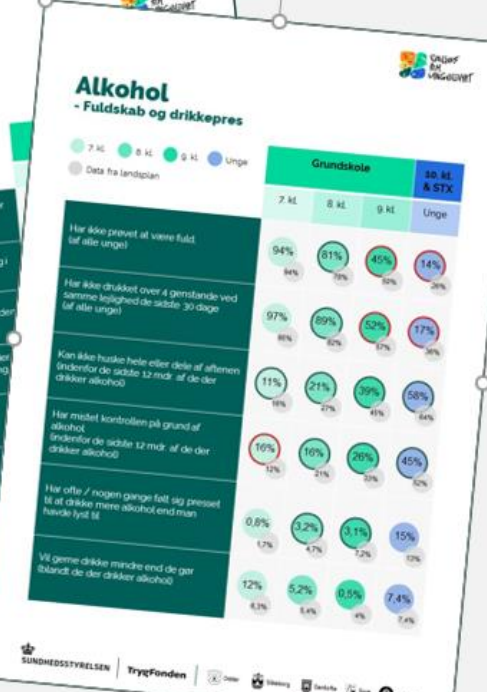 Alkohol
- Fuldskab og drikkepres
7. kl.
8. kl.
9. kl.
Unge
Data fra landsplan
Grundskole
10. kl.
& STX
7. kl.
8. kl.
9. kl.
Unge
Har ikke prøvet at være fuld.
(af alle unge)
94%
81%
45%
14%
94%
Har ikke drukket over 4 genstande ved
samme lejlighed de sidste 30 dage
(af alle unge)
97%
89%
52%
17%
Kan ikke huske hele eller dele af aftenen
(indenfor de sidste 12 mdr. af de der
drikker alkohol)
11%
21%
39%
58%
Har mistet kontrollen på grund af
alkohol
(indenfor de sidste 12 mdr. af de der
drikker alkohol)
16%
16%
26%
45%
12%
21%
Har ofte / nogen gange følt sig presset
til at drikke mere alkohol end man
havde lyst til
0,8%
3,2%
3,1%
15%
1,7%
4,7%
7,2%
13%
Vil gerne drikke mindre end de gør
(blandt de der drikker alkohol)
12%
5,2%
0,5%
7,4%
5,4%
4%
7,4%
SUNDHEDSSTYRELSEN
TrygFonden